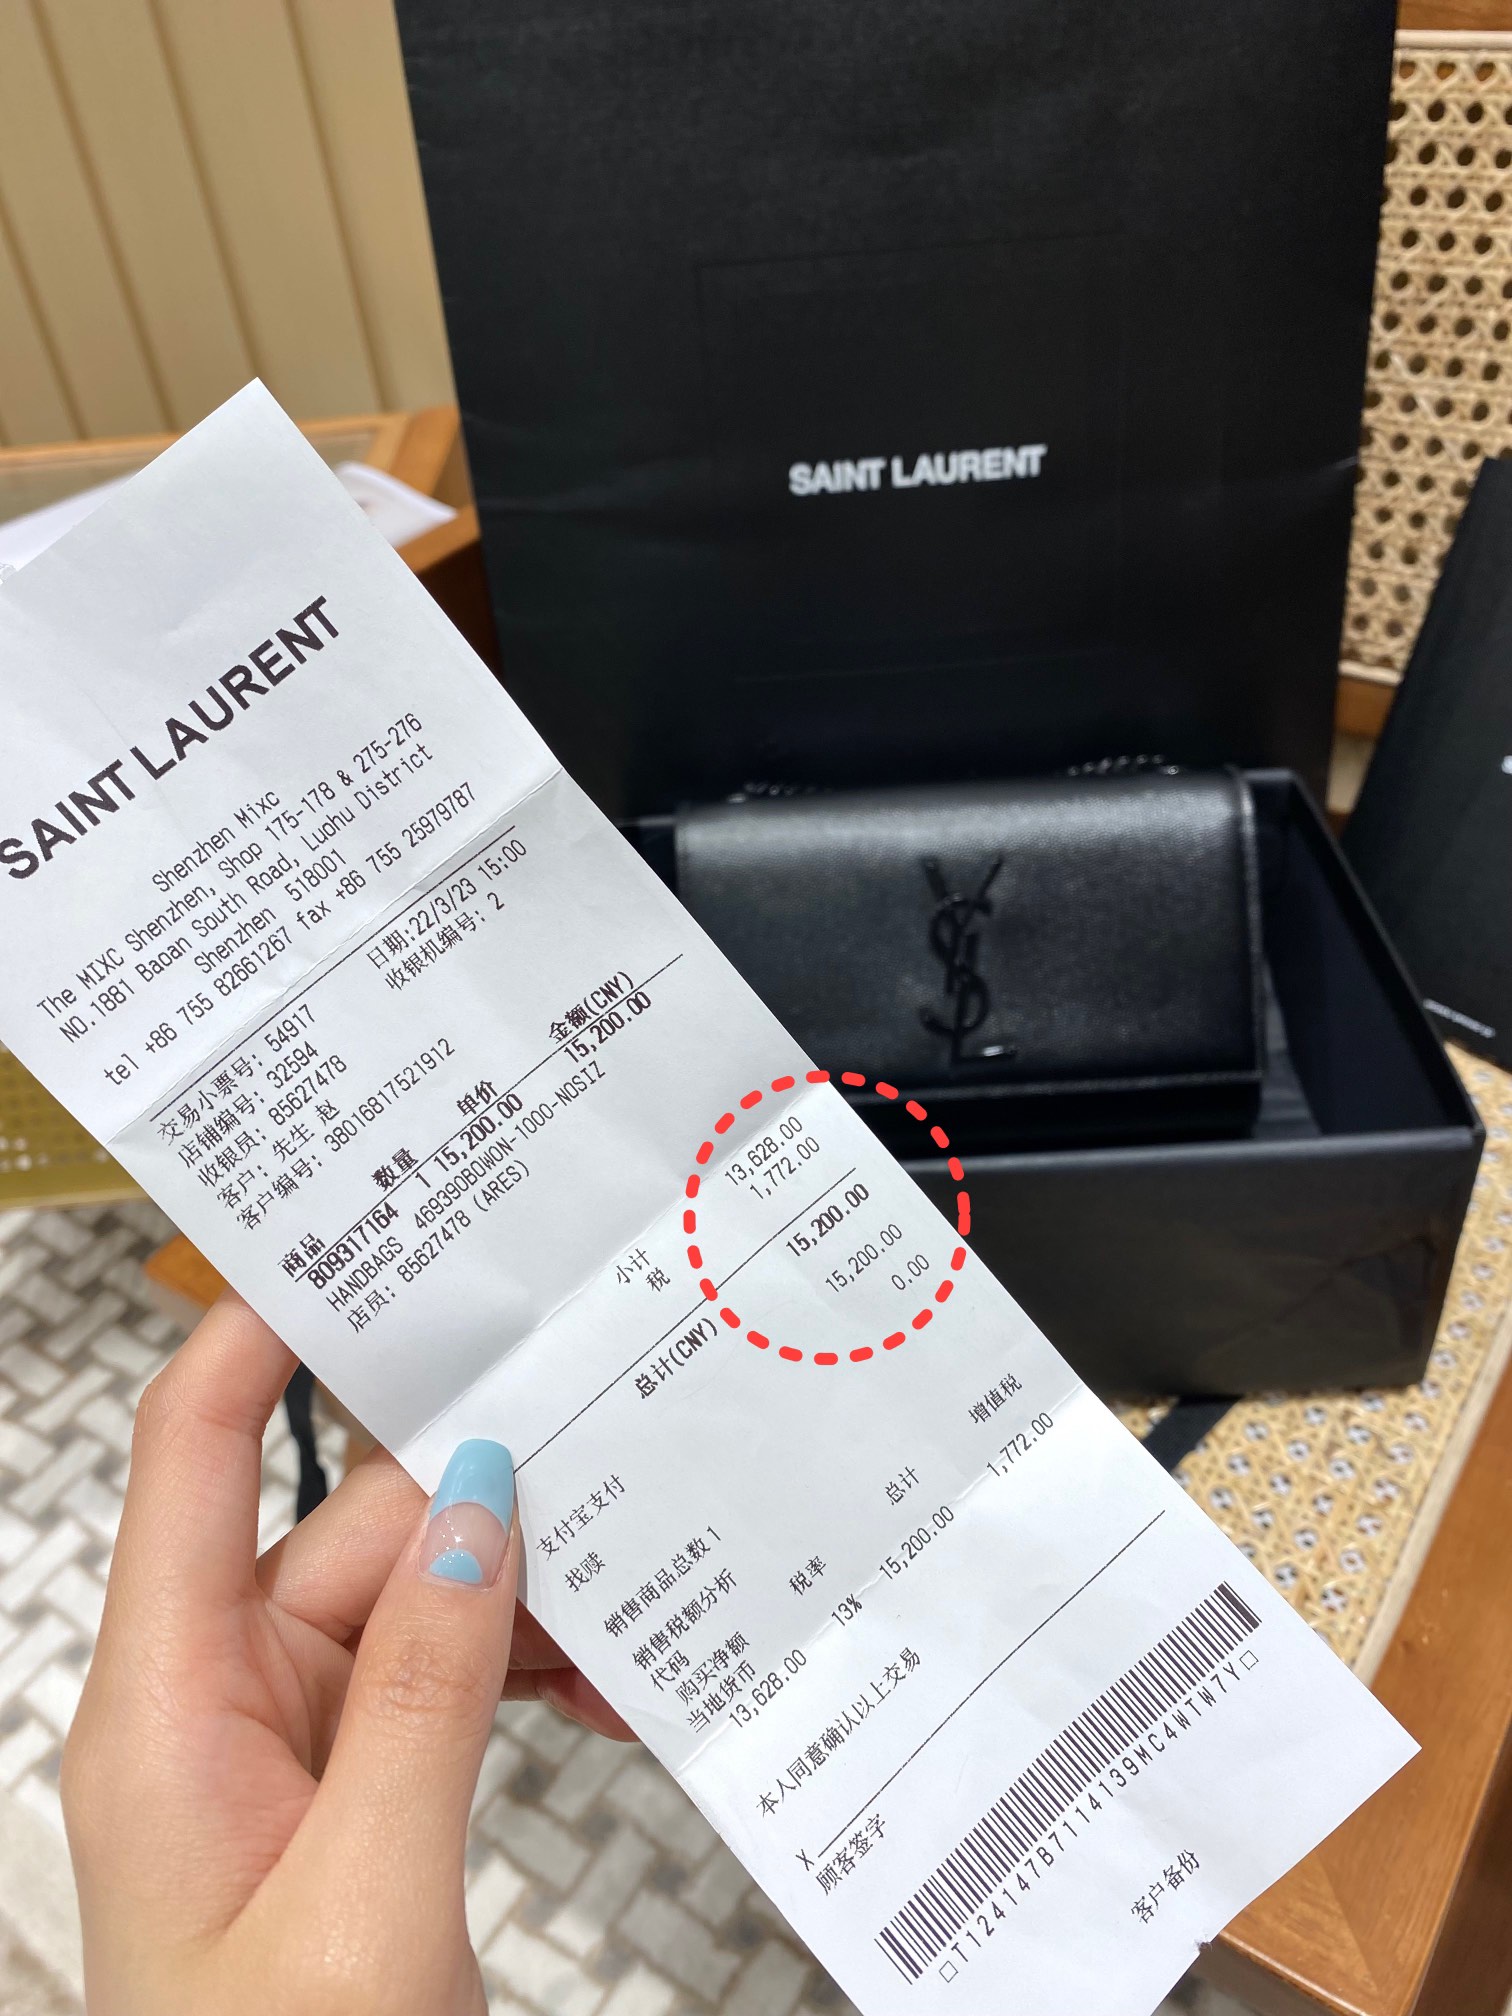 SAINT LAURENT
SAINT LAURENT
Shenzhen Mixc
The MIXC Shenzhen, Shop 175-178 & 275-276
NO.1881 Baoan South Road, Luohu District
Shenzhen 518001
tel +86 755 82661267 fax +86 755 25979787
日期:22/3/23 15:00
收银机编号: 2
交易小票号: 54917
店铺编号: 32594
收银员: 85627478
客户: 先生 赵
客户编号: 38016817521912
商品 数量 单价 金额(CNY)
809317164 1 15,200.00 15,200.00
HANDBAGS 469390BOWON-1000-NOSIZ
店员: 85627478 (ARES)
小计 13,628.00
税 1,772.00
总计(CNY) 15,200.00
支付宝支付 15,200.00
找赎 0.00
销售商品总数 1
销售税额分析
代码 税率 总计 增值税
购买净额
当地货币
13,628.00 13% 15,200.00 1,772.00
本人同意确认以上交易
X
顾客签字
T124147B7114139MC4WTW7Y
客户备份
YSL